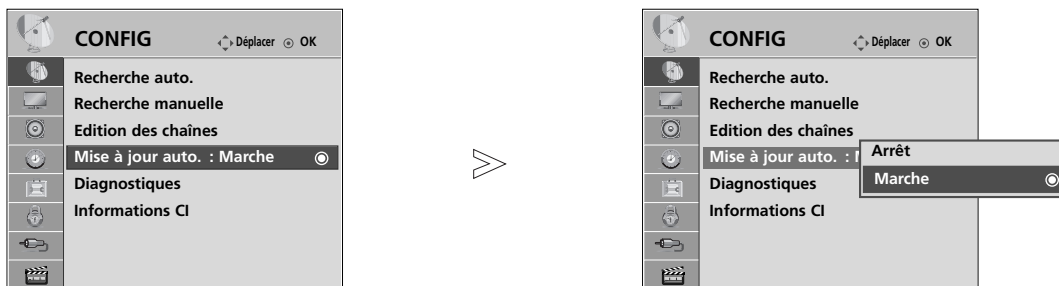 CONFIG Déplacer OK
Recherche auto.
Recherche manuelle
Edition des chaînes
Mise à jour auto. : Marche
Diagnostiques
Informations CI
CONFIG Déplacer OK
Recherche auto.
Recherche manuelle
Edition des chaînes
Mise à jour auto. :
Arrêt
Marche
Diagnostiques
Informations CI